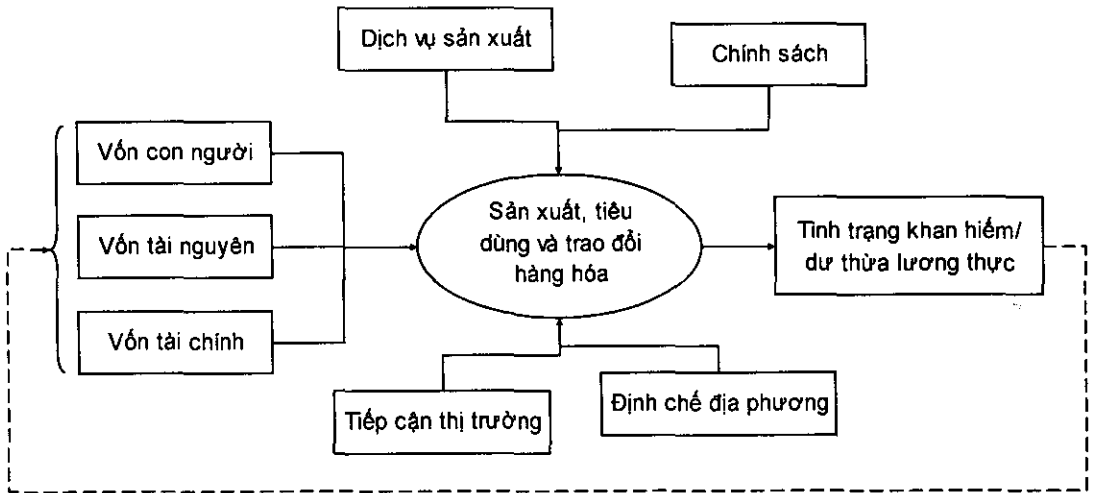 Dịch vụ sản xuất
Chính sách
Vốn con người
Vốn tài nguyên
Vốn tài chính
Sản xuất, tiêu
dùng và trao đổi
hàng hóa
Tình trạng khan hiếm/
dư thừa lương thực
Tiếp cận thị trường
Định chế địa phương